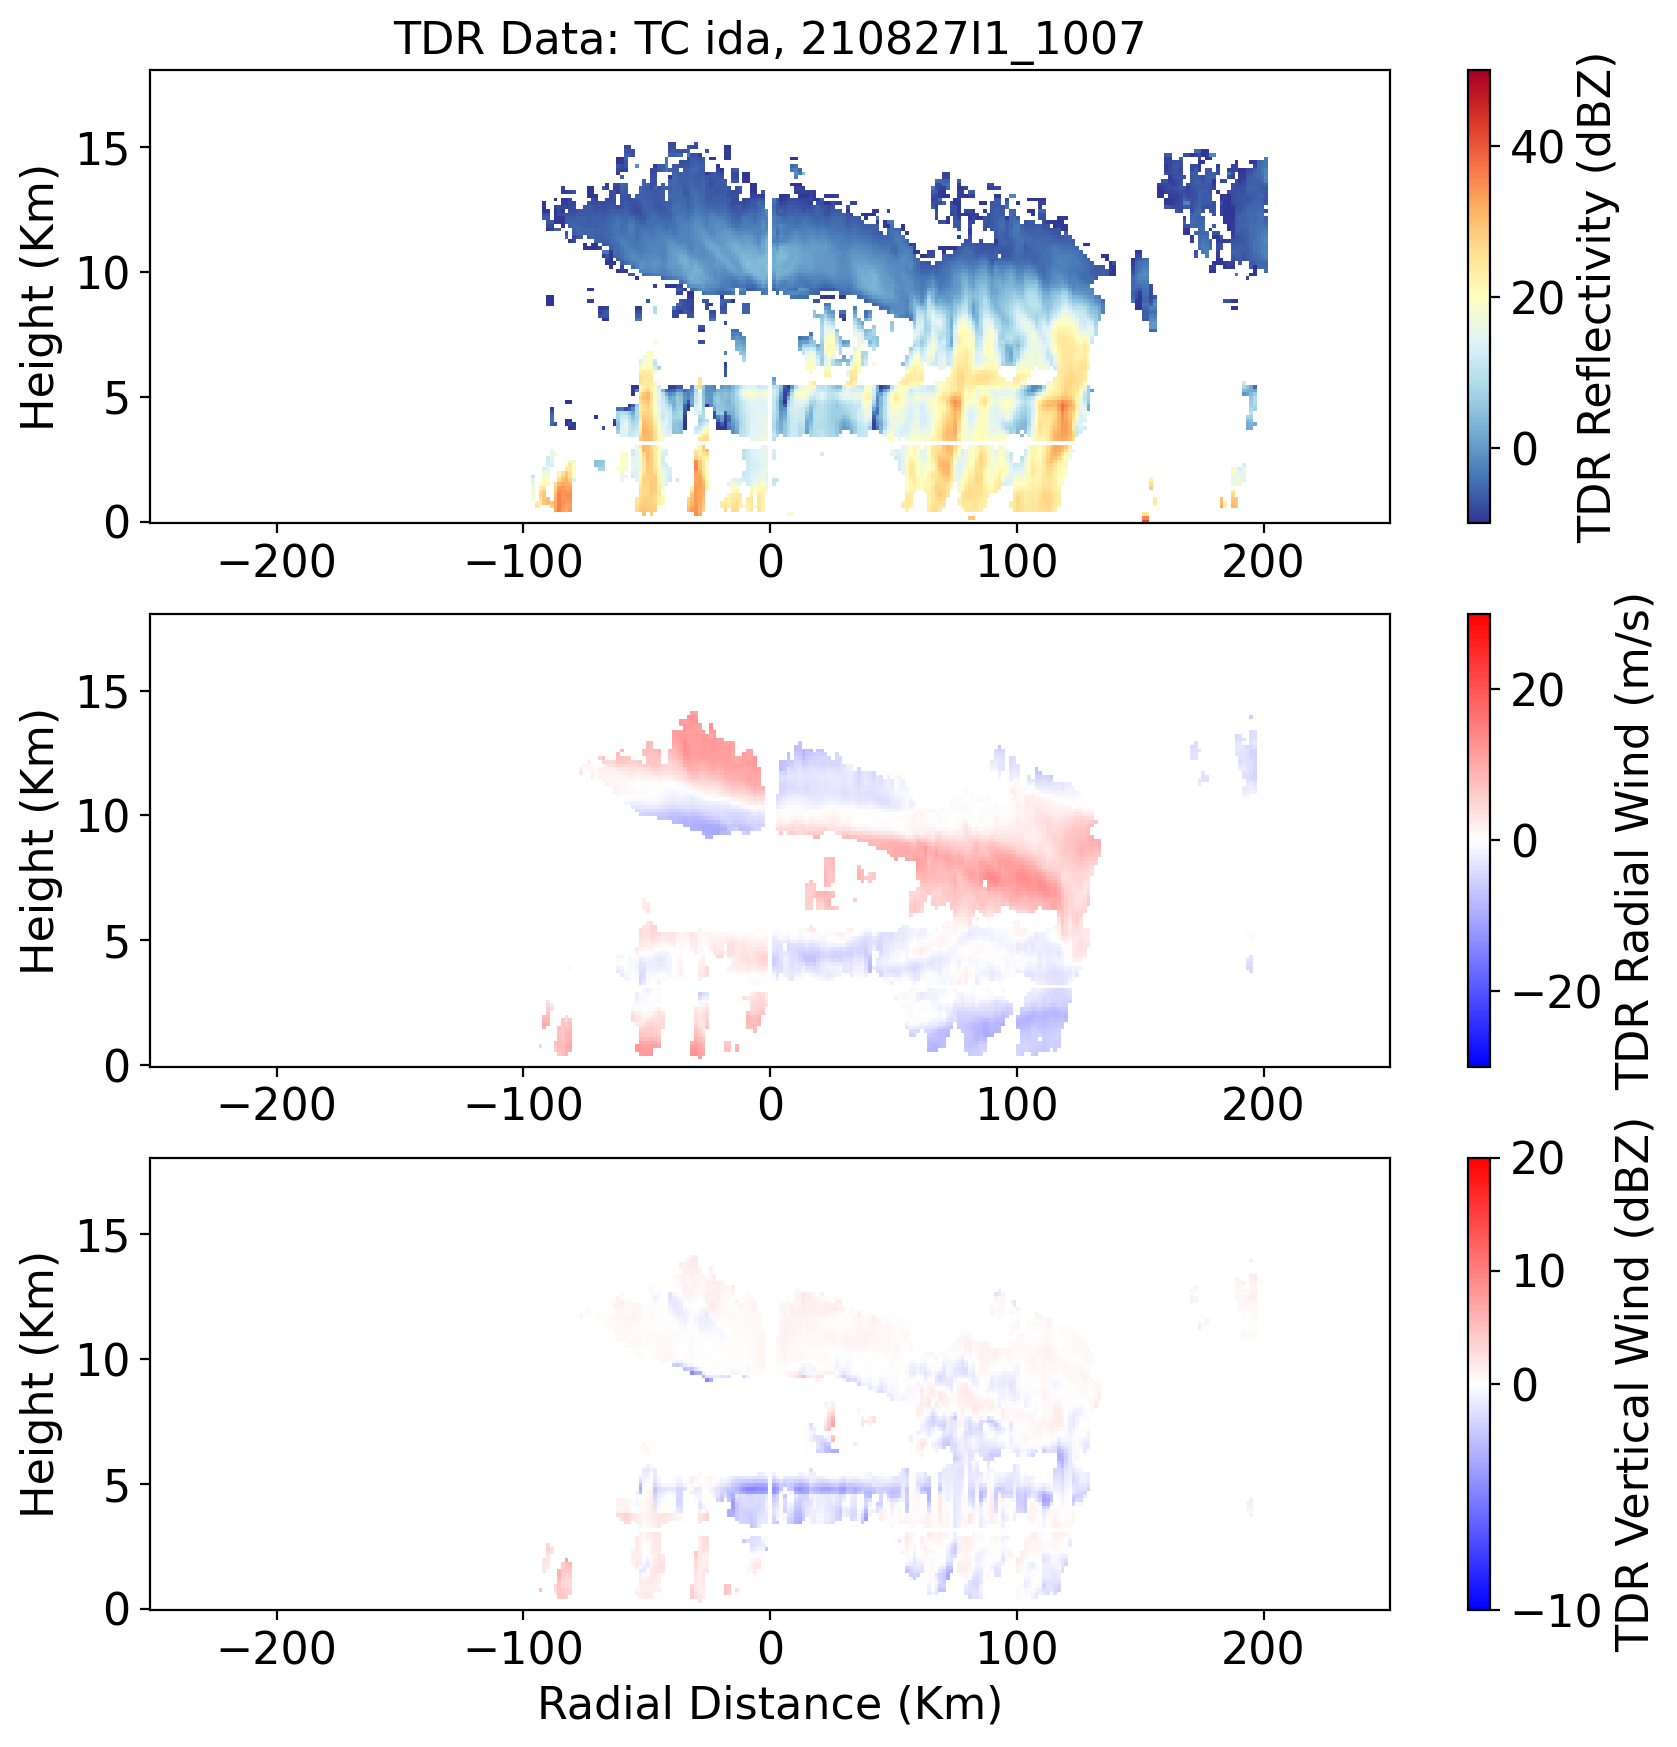 TDR Data: TC ida, 210827I1_1007
Height (Km)
15
10
5
0
−200 −100 0 100 200
40
20
0
TDR Reflectivity (dBZ)
Height (Km)
15
10
5
0
−200 −100 0 100 200
20
0
−20
TDR Radial Wind (m/s)
Height (Km)
15
10
5
0
−200 −100 0 100 200
Radial Distance (Km)
20
10
0
−10
TDR Vertical Wind (dBZ)